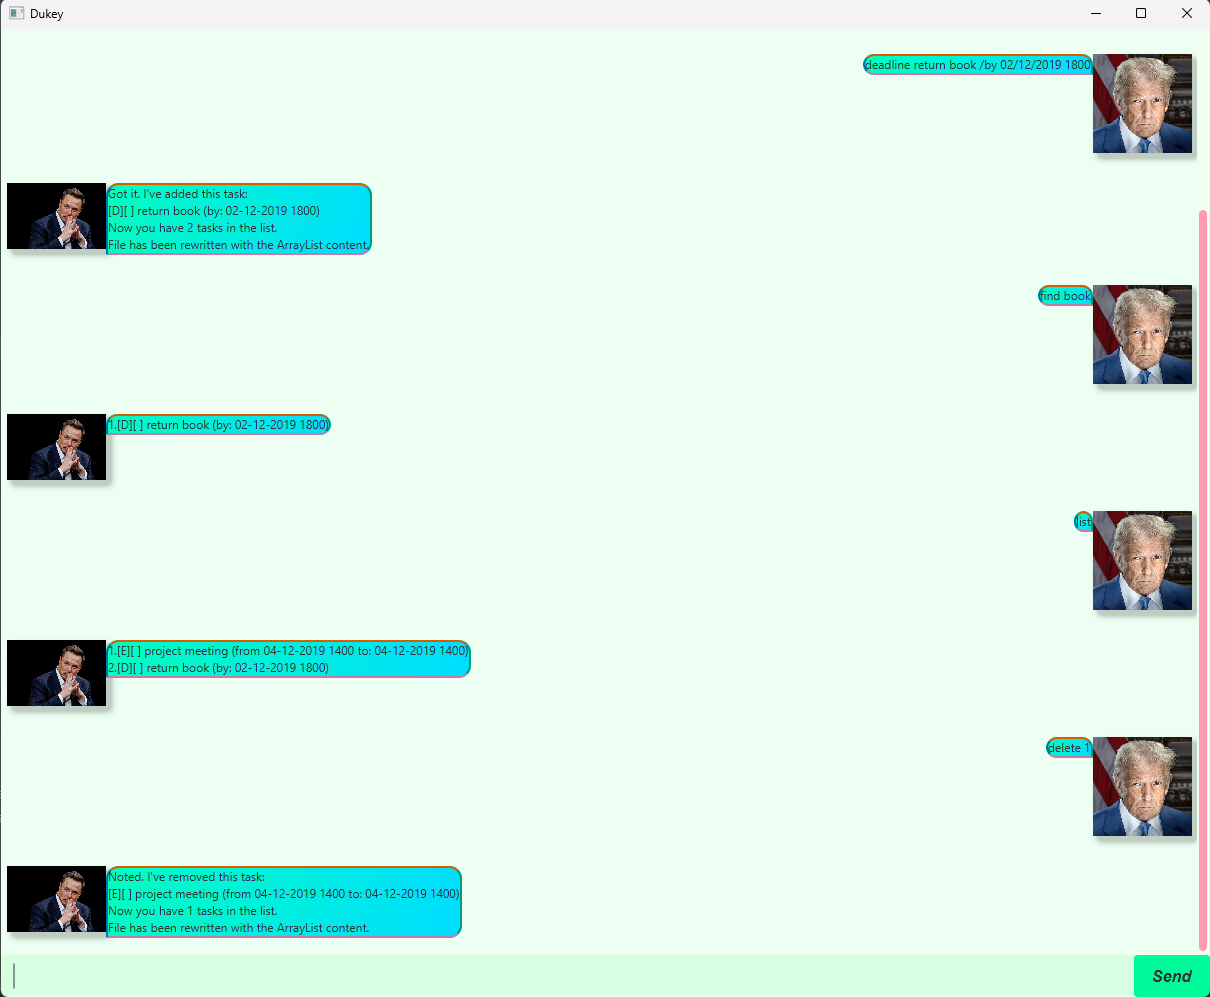 Dukey
deadline return book /by 02/12/2019 1800
Got it. I've added this task:
[D][ ] return book (by: 02-12-2019 1800)
Now you have 2 tasks in the list.
File has been rewritten with the ArrayList content.
find book
1.[D][ ] return book (by: 02-12-2019 1800)
list
1.[E][ ] project meeting (from 04-12-2019 1400 to: 04-12-2019 1400)
2.[D][ ] return book (by: 02-12-2019 1800)
delete 1
Noted. I've removed this task:
[E][ ] project meeting (from 04-12-2019 1400 to: 04-12-2019 1400)
Now you have 1 tasks in the list.
File has been rewritten with the ArrayList content.
Send